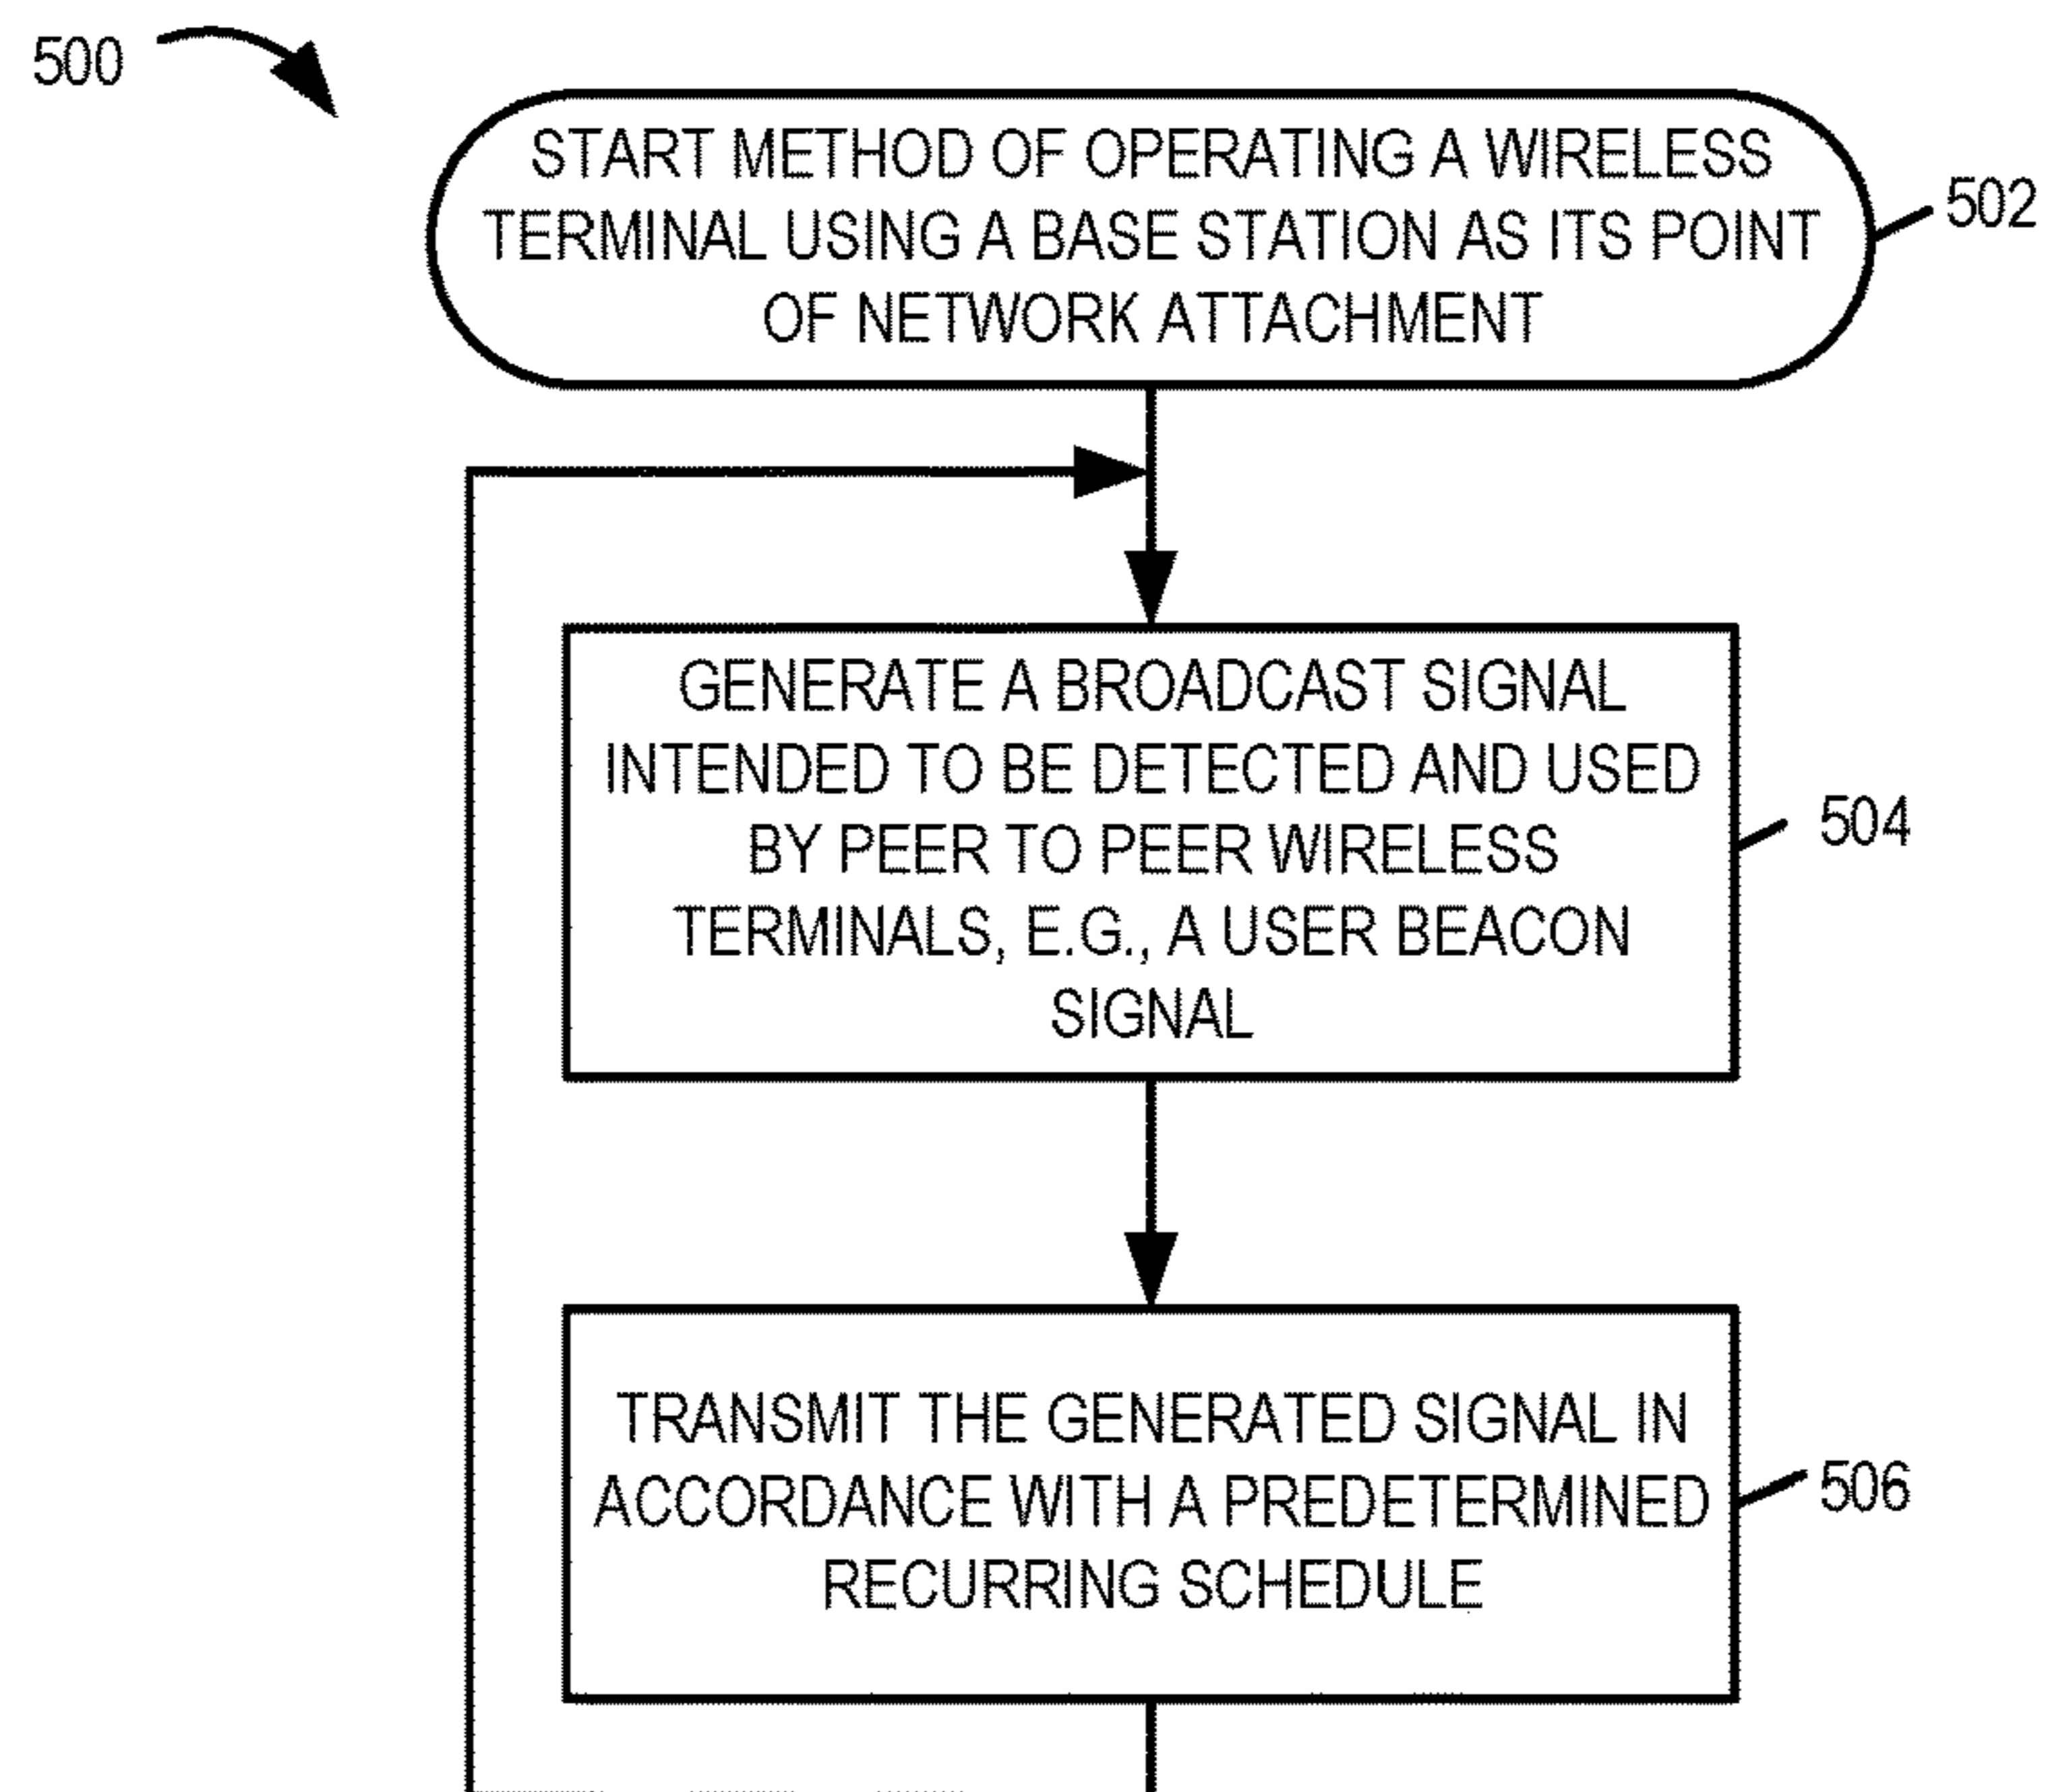 500
START METHOD OF OPERATING A WIRELESS
TERMINAL USING A BASE STATION AS ITS POINT
OF NETWORK ATTACHMENT
502
GENERATE A BROADCAST SIGNAL
INTENDED TO BE DETECTED AND USED
BY PEER TO PEER WIRELESS
TERMINALS, E.G., A USER BEACON
SIGNAL
504
TRANSMIT THE GENERATED SIGNAL IN
ACCORDANCE WITH A PREDETERMINED
RECURRING SCHEDULE
506